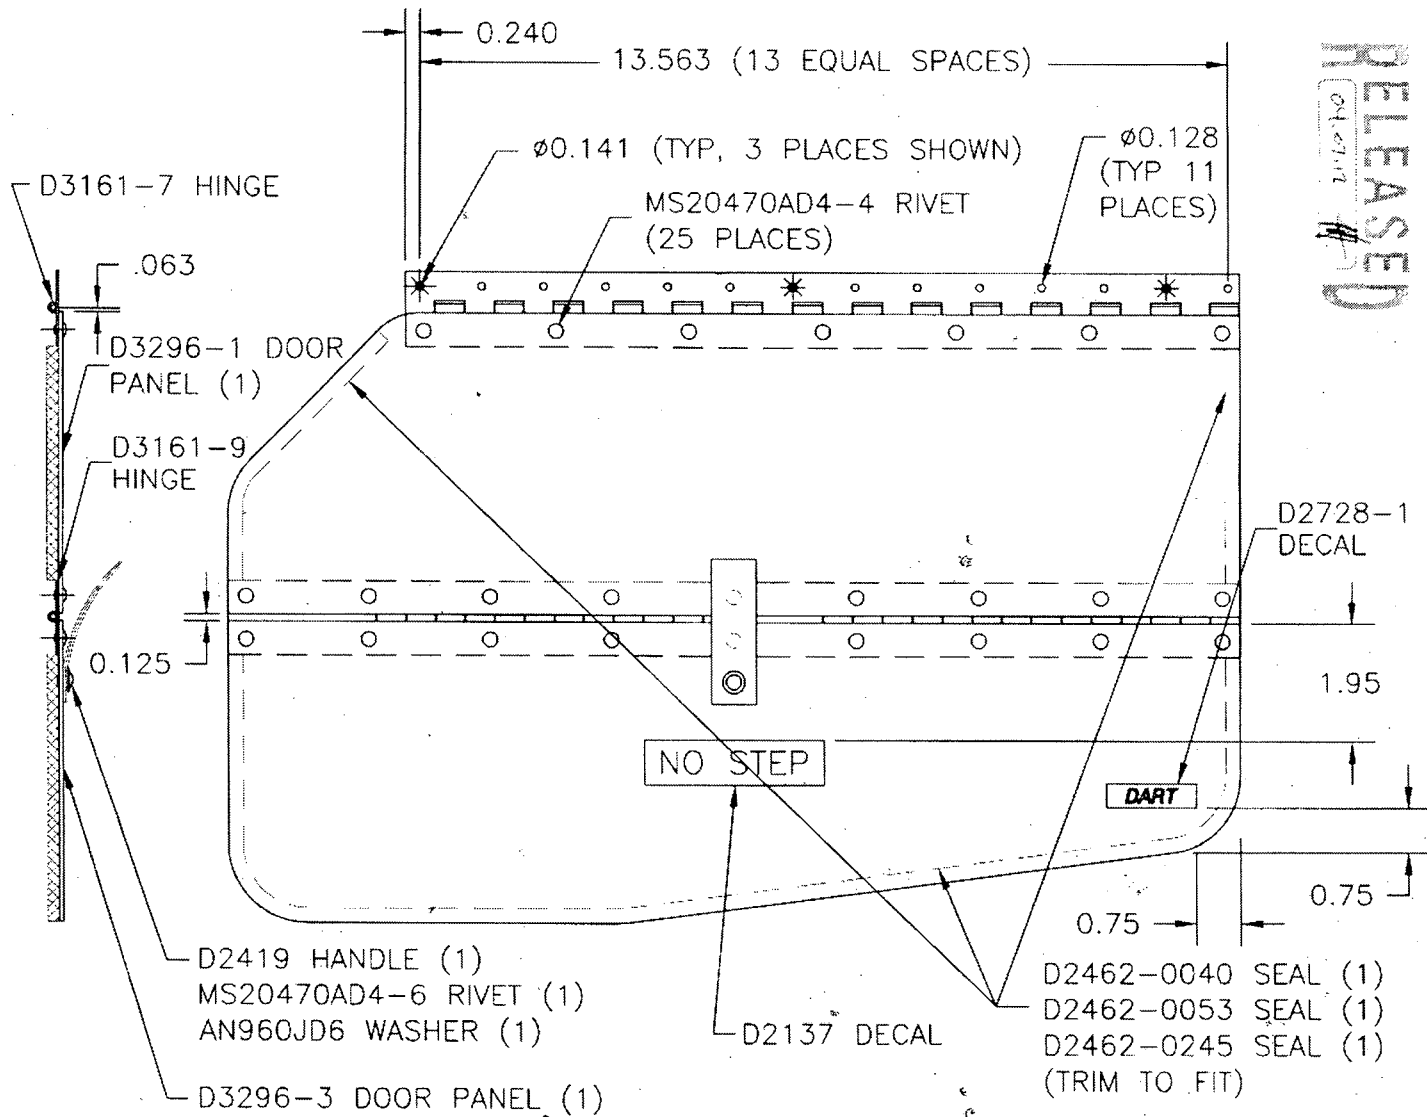 0.240
13.563 (13 EQUAL SPACES)
RELEASED
ø0.141 (TYP, 3 PLACES SHOWN)
ø0.128
(TYP 11
PLACES)
MS20470AD4-4 RIVET
(25 PLACES)
D3161-7 HINGE
.063
D3296-1 DOOR
PANEL (1)
D3161-9
HINGE
D2728-1
DECAL
0.125
1.95
NO STEP
DART
0.75
0.75
D2419 HANDLE (1)
MS20470AD4-6 RIVET (1)
AN960JD6 WASHER (1)
D2137 DECAL
D2462-0040 SEAL (1)
D2462-0053 SEAL (1)
D2462-0245 SEAL (1)
(TRIM TO FIT)
D3296-3 DOOR PANEL (1)